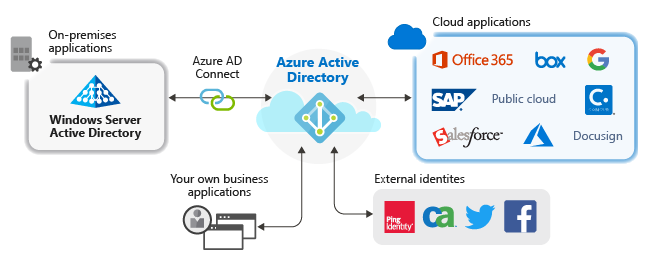 On-premises
applications
Windows Server
Active Directory
Azure AD
Connect
Azure Active
Directory
Cloud applications
Office 365
box
G
SAP
Public cloud
C
salesforce
Docusign
Your own business
applications
External identites
Ping
Identity
ca
f